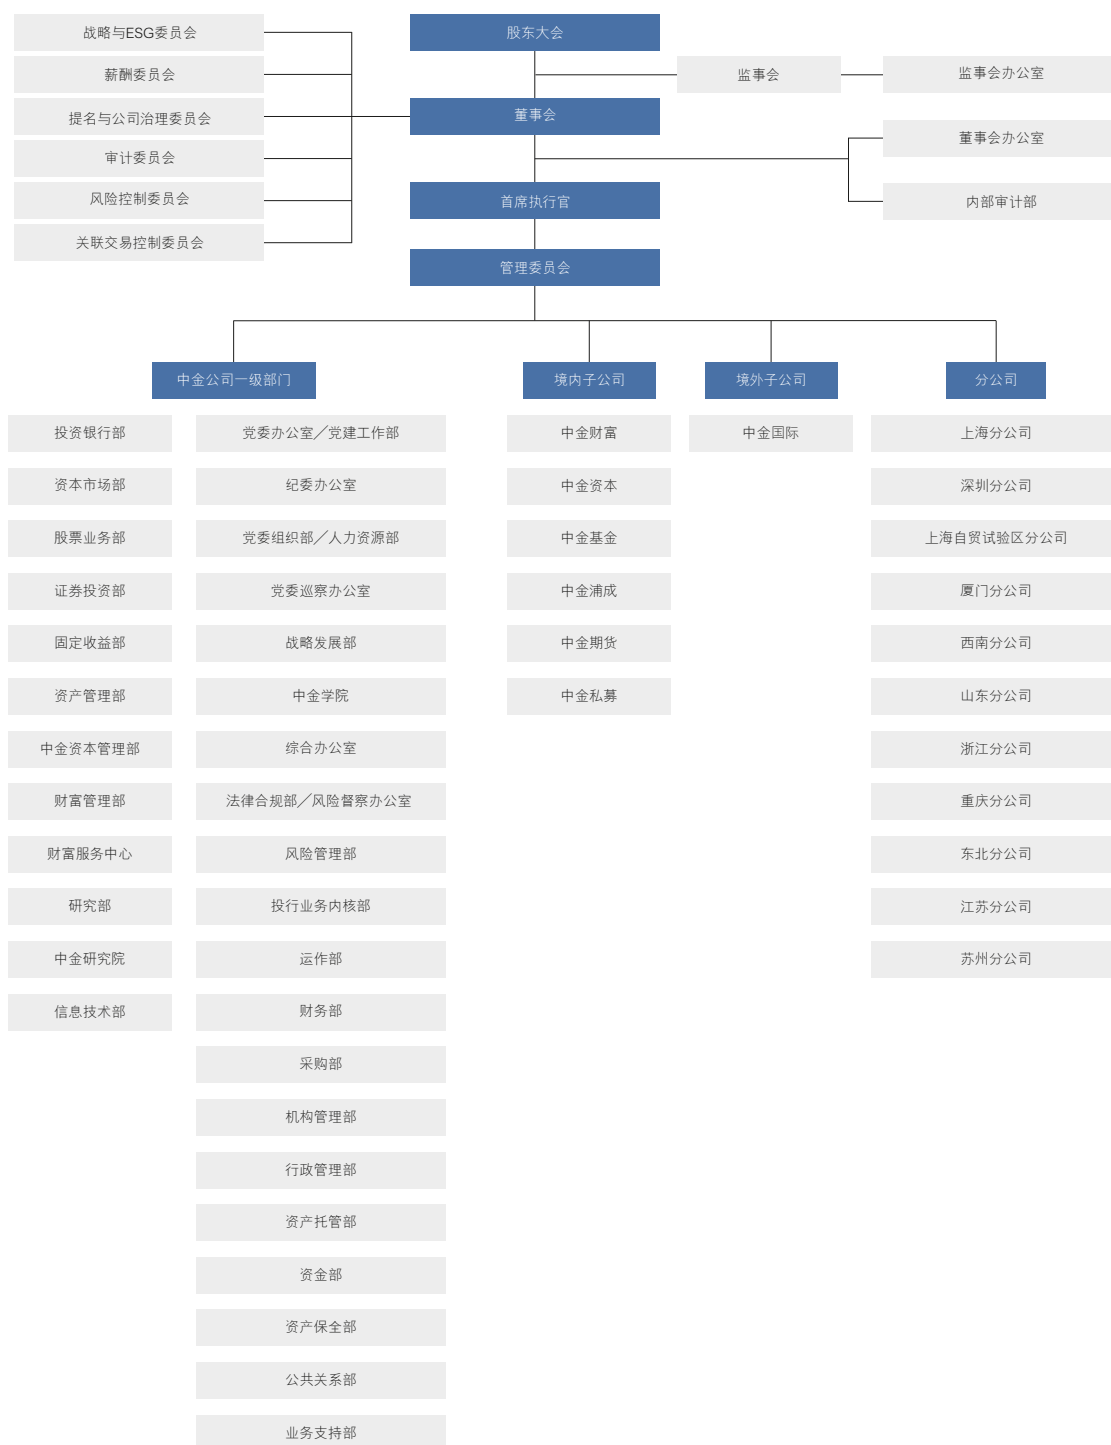 战略与ESG委员会
薪酬委员会
提名与公司治理委员会
审计委员会
风险控制委员会
关联交易控制委员会
股东大会
监事会
监事会办公室
董事会
董事会办公室
内部审计部
首席执行官
管理委员会
中金公司一级部门
投资银行部
资本市场部
股票业务部
证券投资部
固定收益部
资产管理部
中金资本管理部
财富管理部
财富服务中心
研究部
中金研究院
信息技术部
党委办公室／党建工作部
纪委办公室
党委组织部／人力资源部
党委巡察办公室
战略发展部
中金学院
综合办公室
法律合规部／风险督察办公室
风险管理部
投行业务内核部
运作部
财务部
采购部
机构管理部
行政管理部
资产托管部
资金部
资产保全部
公共关系部
业务支持部
境内子公司
中金财富
中金资本
中金基金
中金浦成
中金期货
中金私募
境外子公司
中金国际
分公司
上海分公司
深圳分公司
上海自贸试验区分公司
厦门分公司
西南分公司
山东分公司
浙江分公司
重庆分公司
东北分公司
江苏分公司
苏州分公司